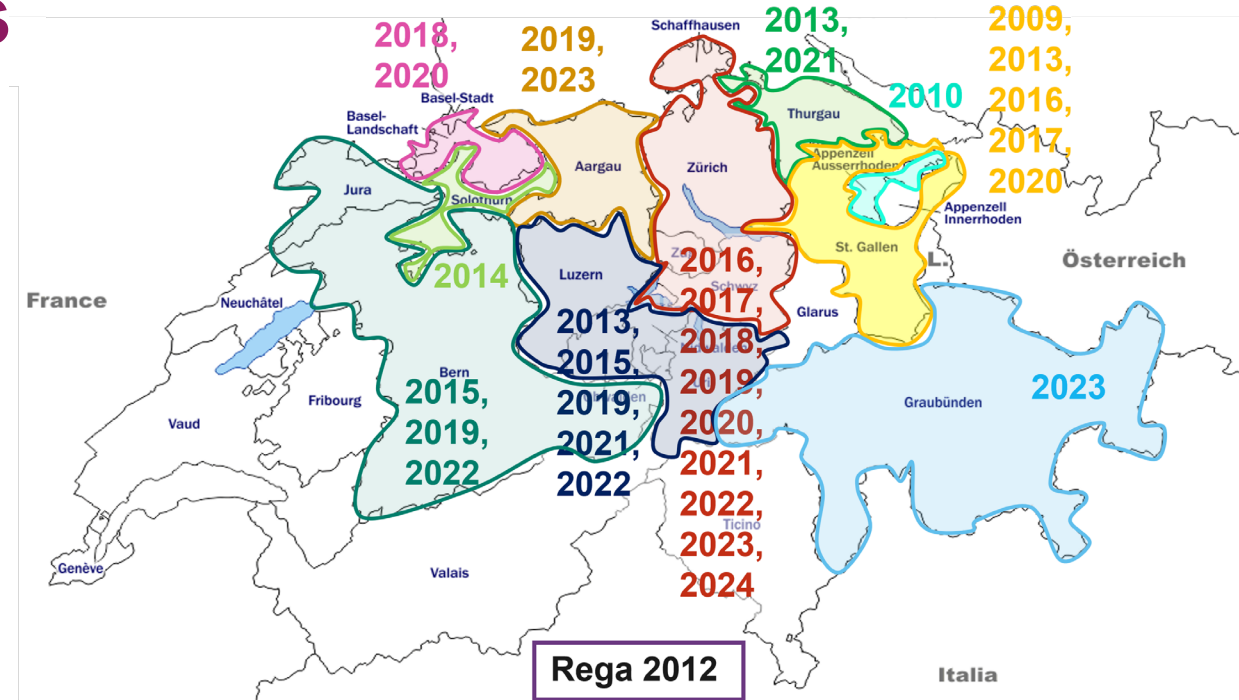 s
Schaffhausen
2018,
2020
2019,
2023
2013,
2021
2009,
2013,
2016,
2017,
2020
2010
Basel-Stadt
Basel-
Landschaft
Thurgau
Appenzell
Ausserrhoden
Appenzell
Innerrhoden
Jura
Solothurn
Aargau
Zürich
2014
Luzern
Schwyz
St. Gallen
L.
Österreich
France
Neuchâtel
Glarus
2016,
2017,
2018,
2019,
2020,
2021,
2022,
2023,
2024
2013,
2015,
2019,
2021,
2022
Bern
2015,
2019,
2022
Vaud
Fribourg
Graubünden
2023
Ticino
Genève
Valais
Rega 2012
Italia